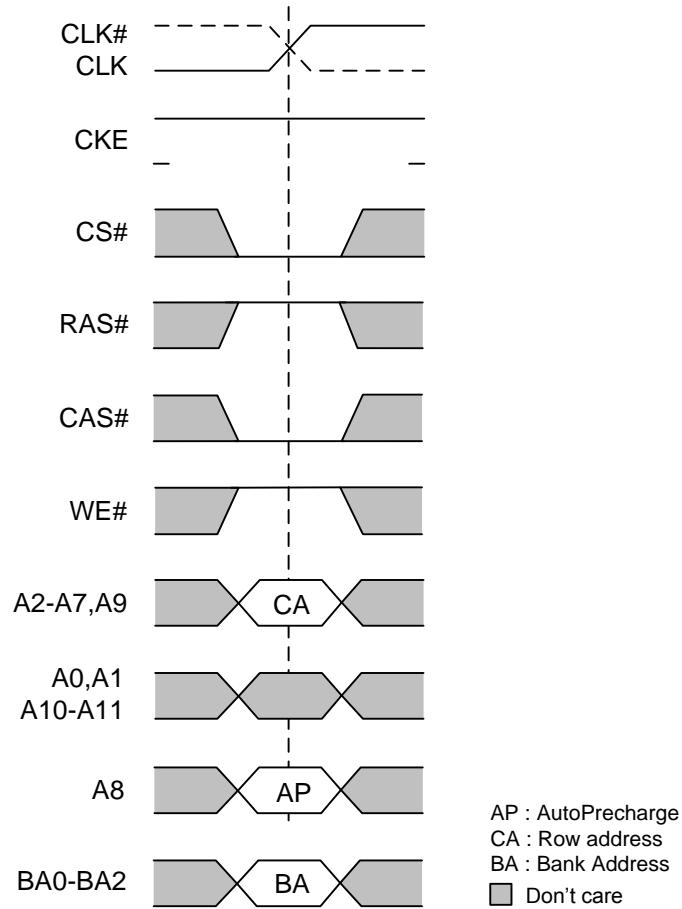 CLK#
CLK
CKE
CS#
RAS#
CAS#
WE#
A2-A7,A9
CA
A0,A1
A10-A11
A8
AP
BA0-BA2
BA
AP : AutoPrecharge
CA : Row address
BA : Bank Address
Don't care